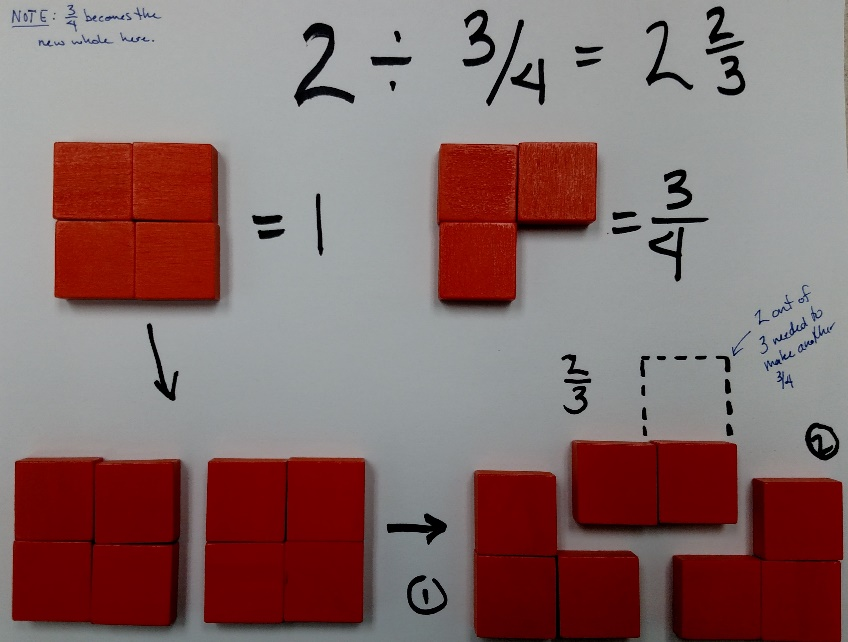 NOTE: 3/4 becomes the
new whole here.
2 ÷ 3/4 = 2 2/3
= 1
= 3/4
2 out of
3 needed to
make another
3/4
2/3
2
1